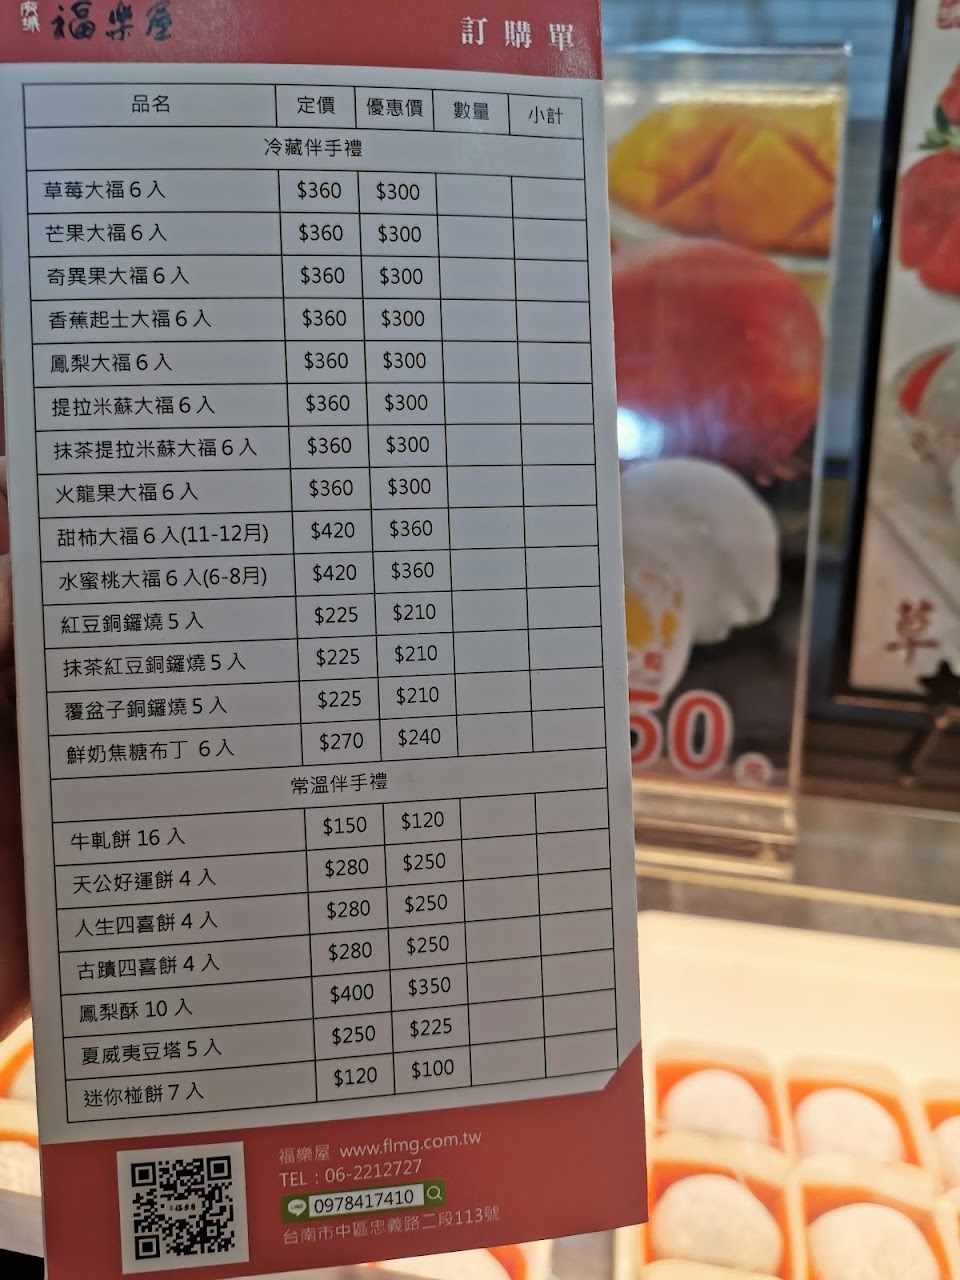 福樂屋
訂購單
品名 定價 優惠價 數量 小計
冷藏伴手禮
草莓大福6入 $360 $300
芒果大福6入 $360 $300
奇異果大福6入 $360 $300
香蕉起士大福6入 $360 $300
鳳梨大福6入 $360 $300
提拉米蘇大福6入 $360 $300
抹茶提拉米蘇大福6入 $360 $300
火龍果大福6入 $360 $300
甜柿大福6入(11-12月) $420 $360
水蜜桃大福6入(6-8月) $420 $360
紅豆銅鑼燒5入 $225 $210
抹茶紅豆銅鑼燒5入 $225 $210
覆盆子銅鑼燒5入 $225 $210
鮮奶焦糖布丁 6入 $270 $240
常溫伴手禮
牛軋餅16入 $150 $120
天公好運餅4入 $280 $250
人生四喜餅4入 $280 $250
古蹟四喜餅4入 $280 $250
鳳梨酥10入 $400 $350
夏威夷豆塔5入 $250 $225
迷你椪餅7入 $120 $100
福樂屋 www.flmg.com.tw
TEL：06-2212727
LINE 0978417410
台南市中區忠義路二段113號
50
草